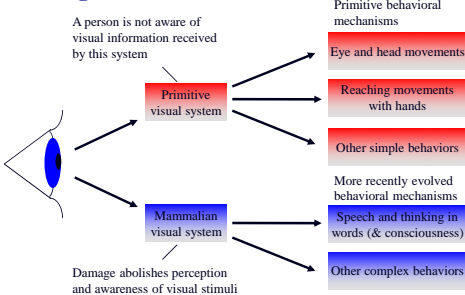 A person is not aware of
visual information received
by this system
Primitive behavioral
mechanisms
Eye and head movements
Primitive
visual system
Reaching movements
with hands
Other simple behaviors
More recently evolved
behavioral mechanisms
Mammalian
visual system
Speech and thinking in
words (& consciousness)
Other complex behaviors
Damage abolishes perception
and awareness of visual stimuli